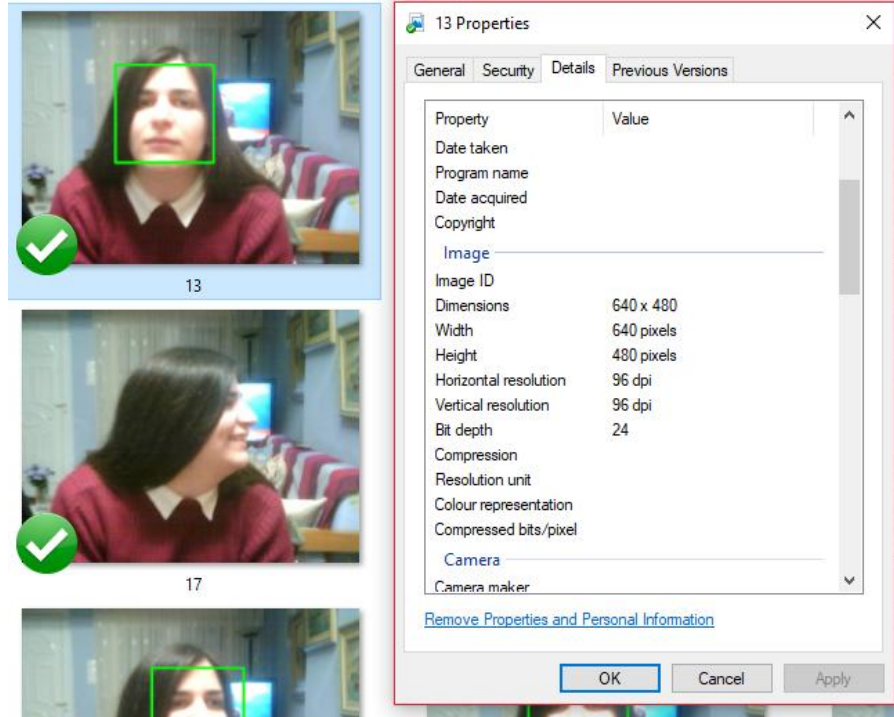 13
17
13 Properties
General Security Details Previous Versions
Property Value
Date taken
Program name
Date acquired
Copyright
Image
Image ID
Dimensions 640 x 480
Width 640 pixels
Height 480 pixels
Horizontal resolution 96 dpi
Vertical resolution 96 dpi
Bit depth 24
Compression
Resolution unit
Colour representation
Compressed bits/pixel
Camera
Camera maker
Remove Properties and Personal Information
OK Cancel Apply